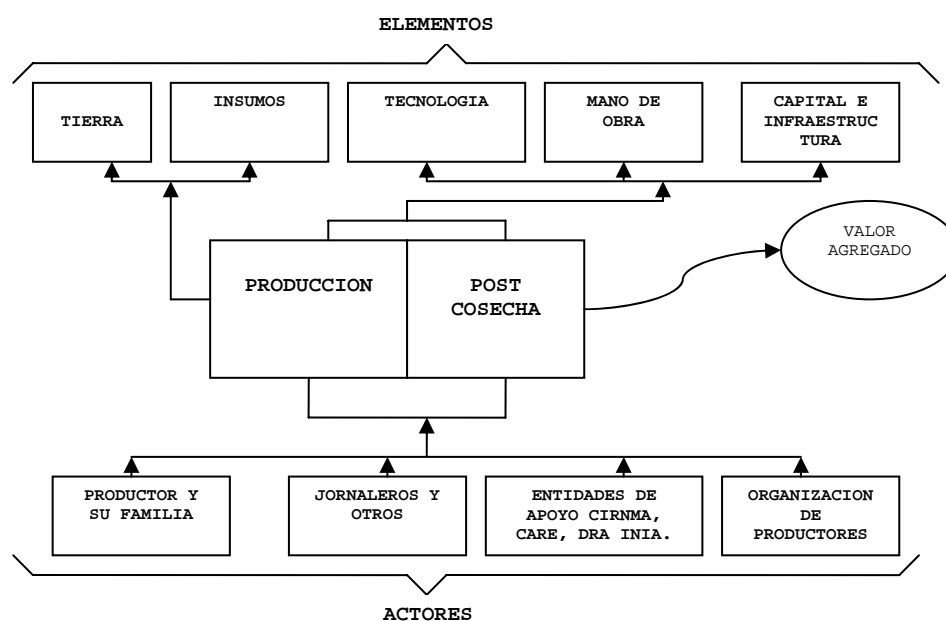 ELEMENTOS
TIERRA
INSUMOS
TECNOLOGIA
MANO DE
OBRA
CAPITAL E
INFRAESTRUC
TURA
VALOR
AGREGADO
PRODUCCION
POST
COSECHA
PRODUCTOR Y
SU FAMILIA
JORNALEROS Y
OTROS
ENTIDADES DE
APOYO CIRNMA,
CARE, DRA INIA.
ORGANIZACION
DE
PRODUCTORES
ACTORES